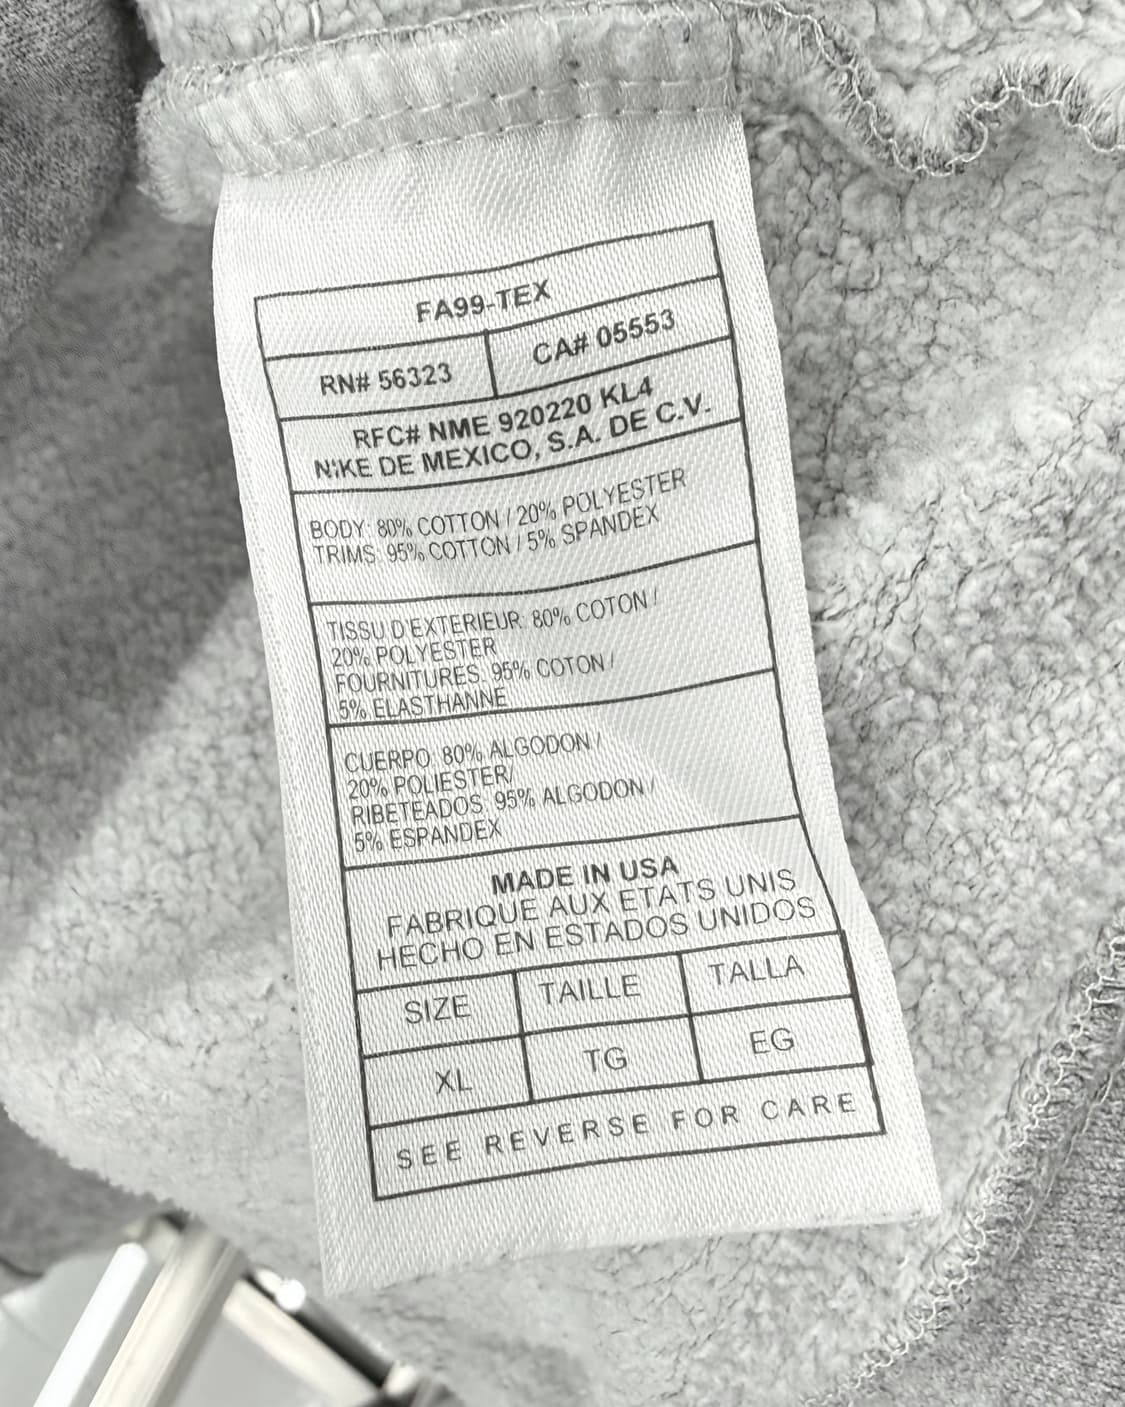 FA99-TEX
RN# 56323 CA# 05553
RFC# NME 920220 KL4
NIKE DE MEXICO, S.A. DE C.V.
BODY: 80% COTTON / 20% POLYESTER
TRIMS: 95% COTTON / 5% SPANDEX
TISSU D'EXTERIEUR: 80% COTON /
20% POLYESTER
FOURNITURES: 95% COTON /
5% ELASTHANNE
CUERPO: 80% ALGODON /
20% POLIESTER/
RIBETEADOS: 95% ALGODON /
5% ESPANDEX
MADE IN USA
FABRIQUE AUX ETATS UNIS
HECHO EN ESTADOS UNIDOS
SIZE TAILLE TALLA
XL TG EG
SEE REVERSE FOR CARE